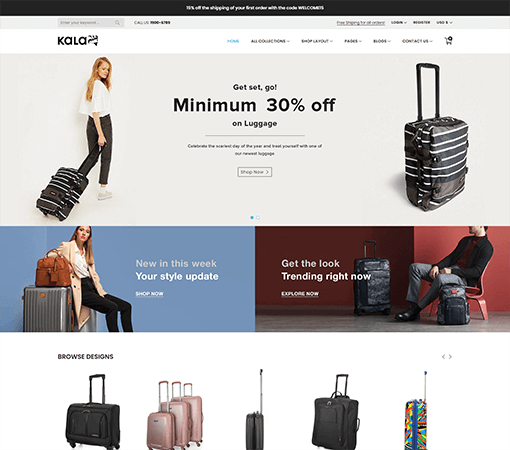 15% off the shipping of your first order with the code WELCOME15
Enter your keyword...
CALL US 1900-6789
Free Shipping for all orders!
LOGIN
REGISTER
USD $
KALA
HOME
ALL COLLECTIONS
SHOP LAYOUT
PAGES
BLOGS
CONTACT US
0
Get set, go!
Minimum 30% off
on Luggage
Celebrate the scariest day of the year and treat yourself with one of
our newest luggage
Shop Now
New in this week
Your style update
SHOP NOW
Get the look
Trending right now
EXPLORE NOW
BROWSE DESIGNS